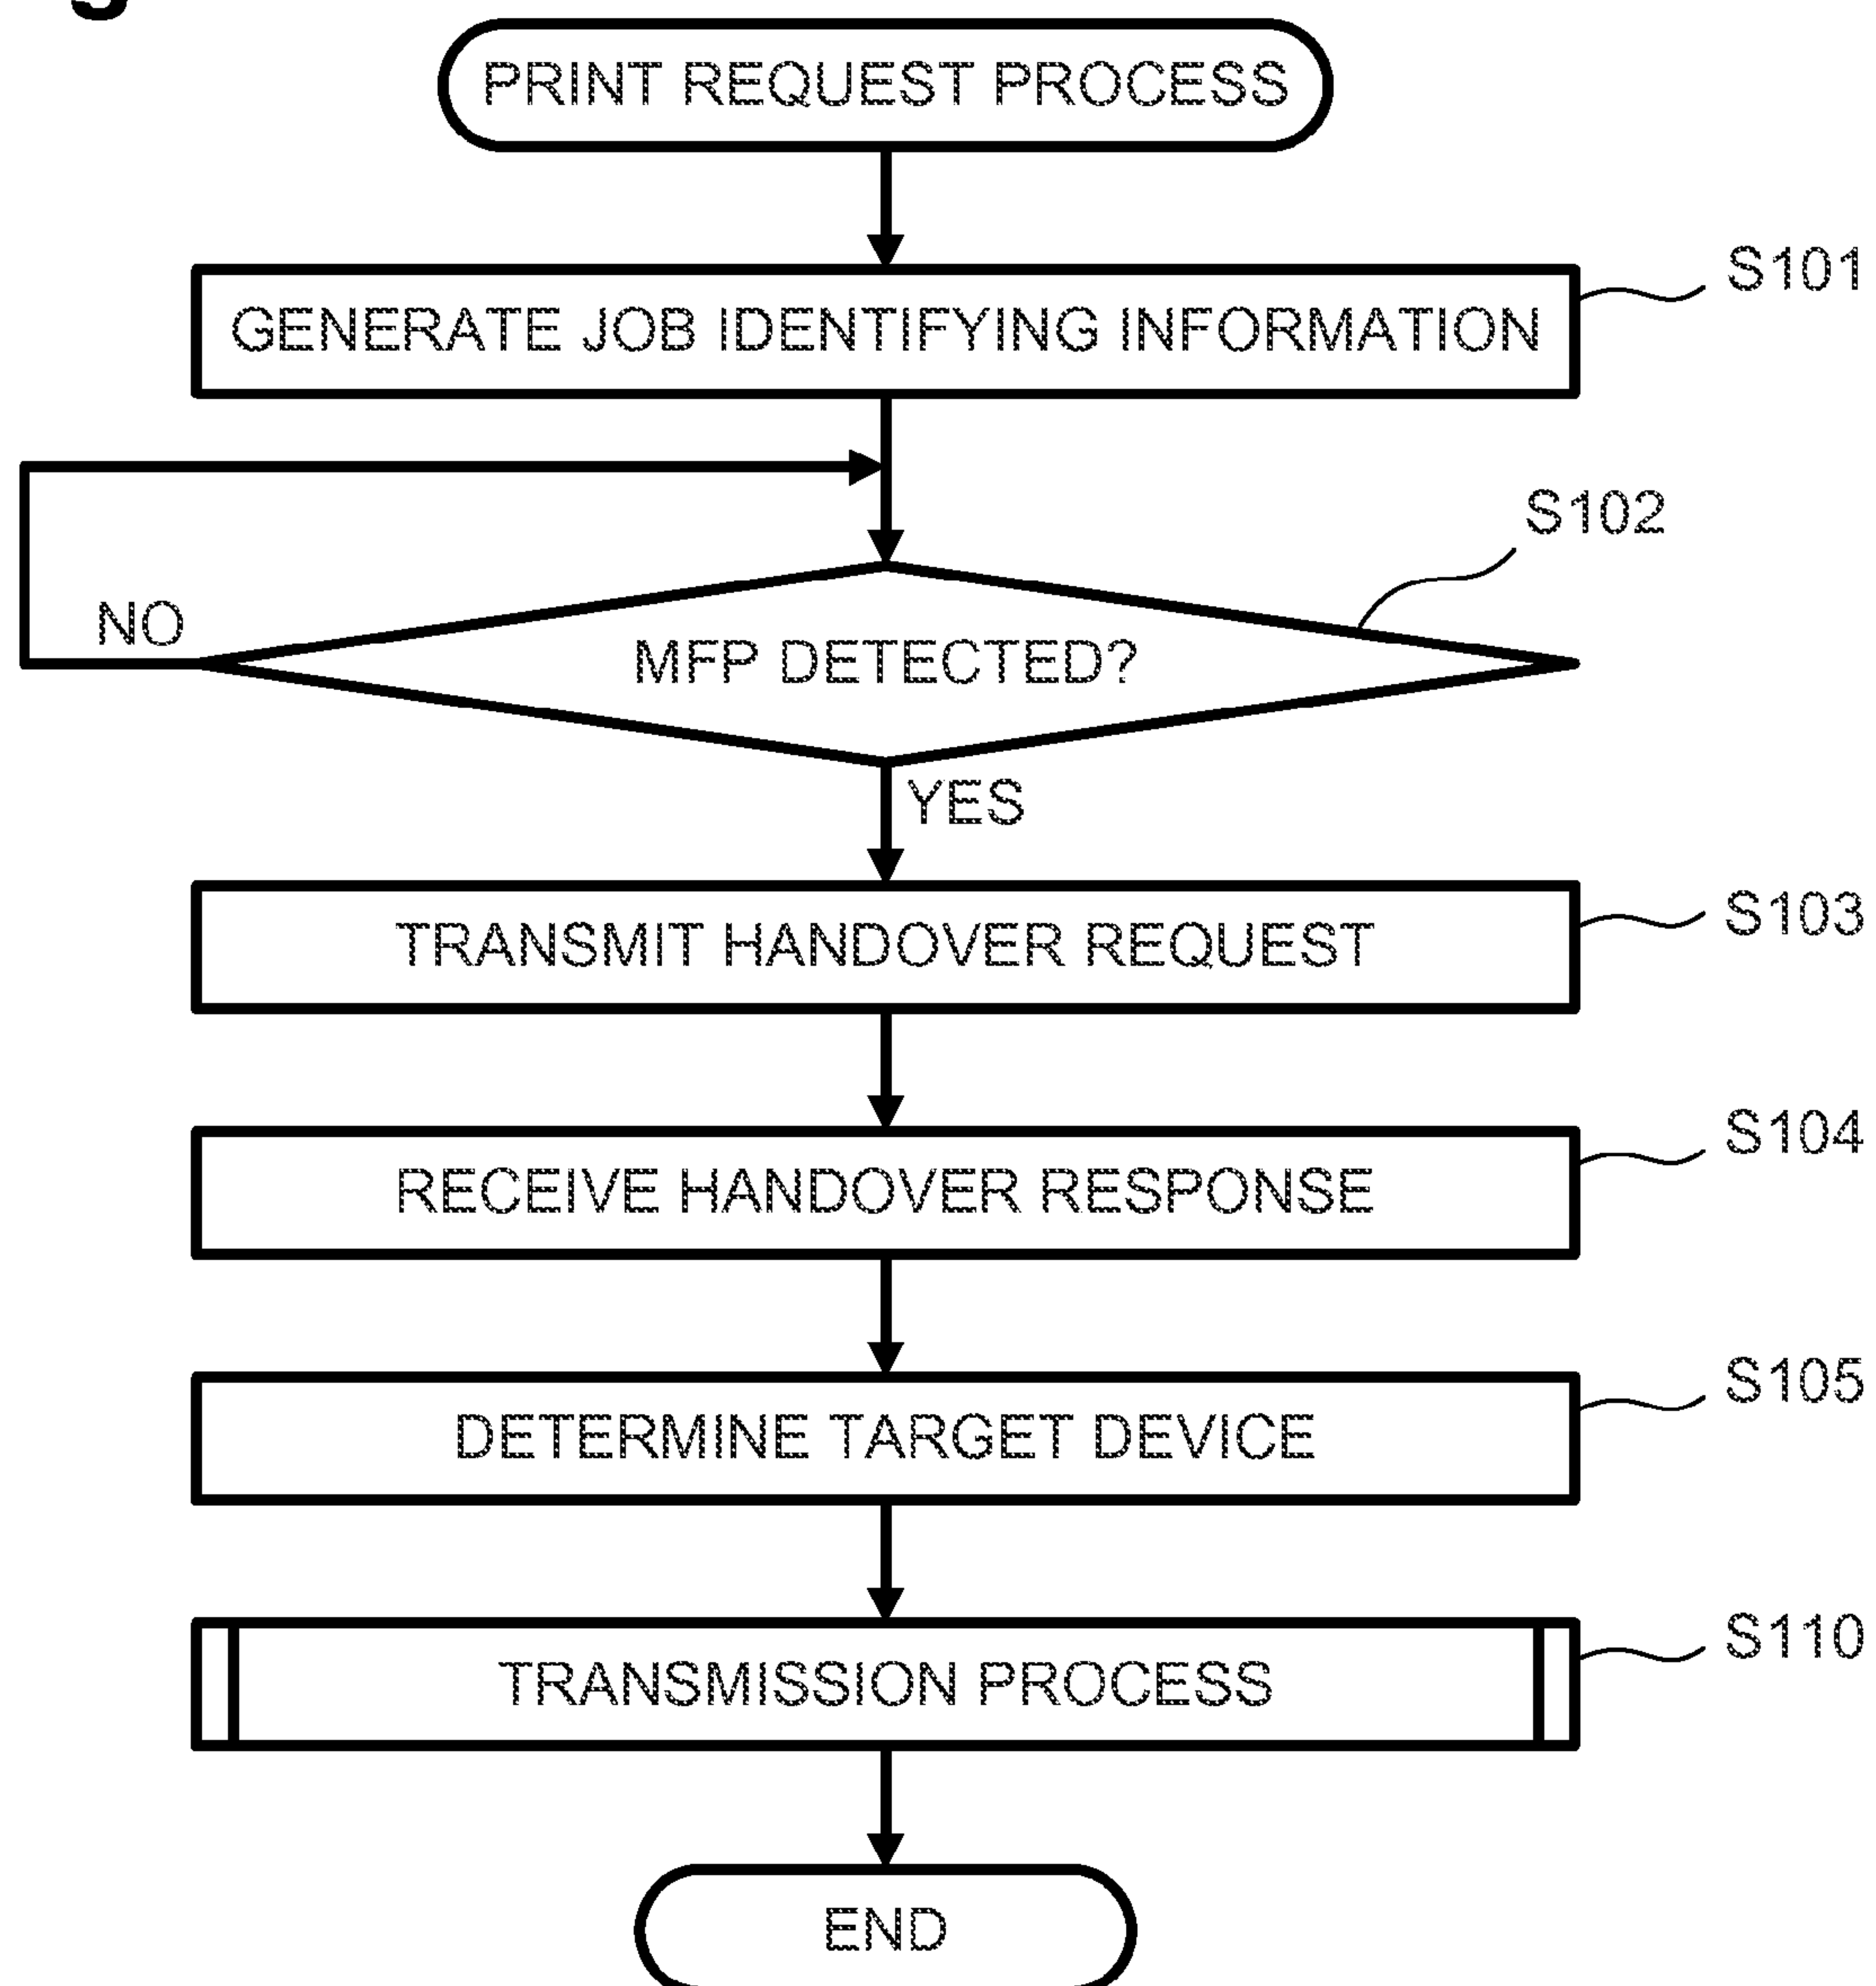 PRINT REQUEST PROCESS
GENERATE JOB IDENTIFYING INFORMATION
S101
S102
NO
MFP DETECTED?
YES
TRANSMIT HANDOVER REQUEST
S103
RECEIVE HANDOVER RESPONSE
S104
DETERMINE TARGET DEVICE
S105
TRANSMISSION PROCESS
S110
END